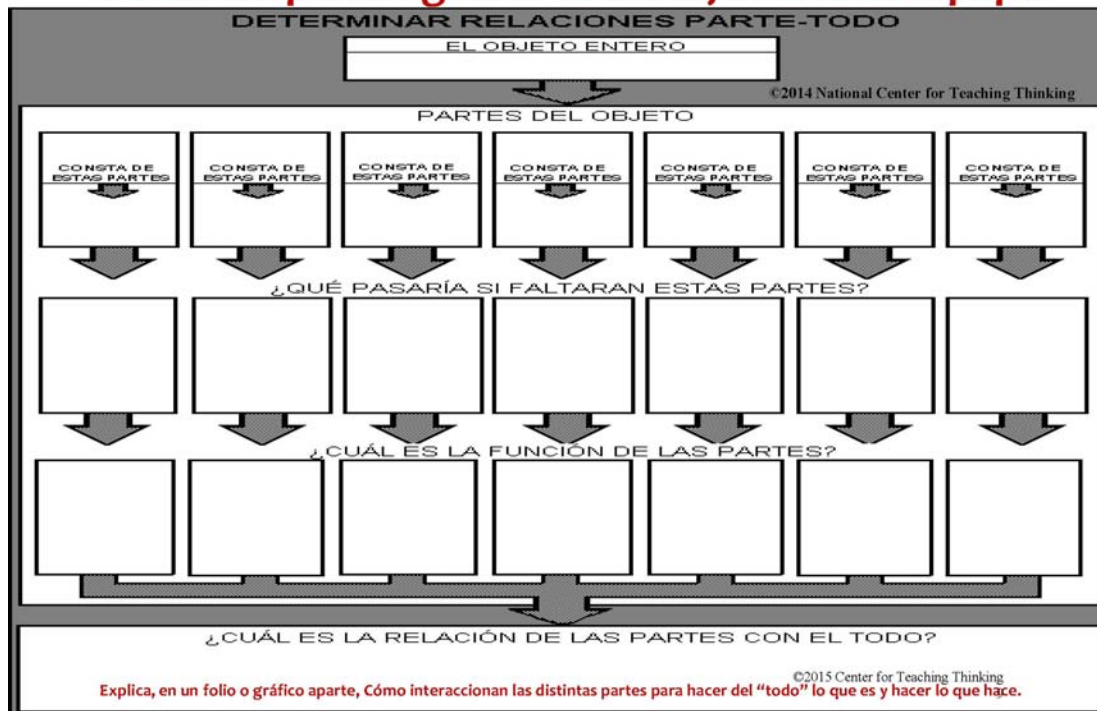 DETERMINAR RELACIONES PARTE-TODO
EL OBJETO ENTERO
©2014 National Center for Teaching Thinking
PARTES DEL OBJETO
CONSTA DE
ESTAS PARTES
CONSTA DE
ESTAS PARTES
CONSTA DE
ESTAS PARTES
CONSTA DE
ESTAS PARTES
CONSTA DE
ESTAS PARTES
CONSTA DE
ESTAS PARTES
CONSTA DE
ESTAS PARTES
¿QUÉ PASARÍA SI FALTARAN ESTAS PARTES?
¿CUÁL ES LA FUNCIÓN DE LAS PARTES?
¿CUÁL ES LA RELACIÓN DE LAS PARTES CON EL TODO?
©2015 Center for Teaching Thinking
Explica, en un folio o gráfico aparte, Cómo interaccionan las distintas partes para hacer del “todo” lo que es y hacer lo que hace.